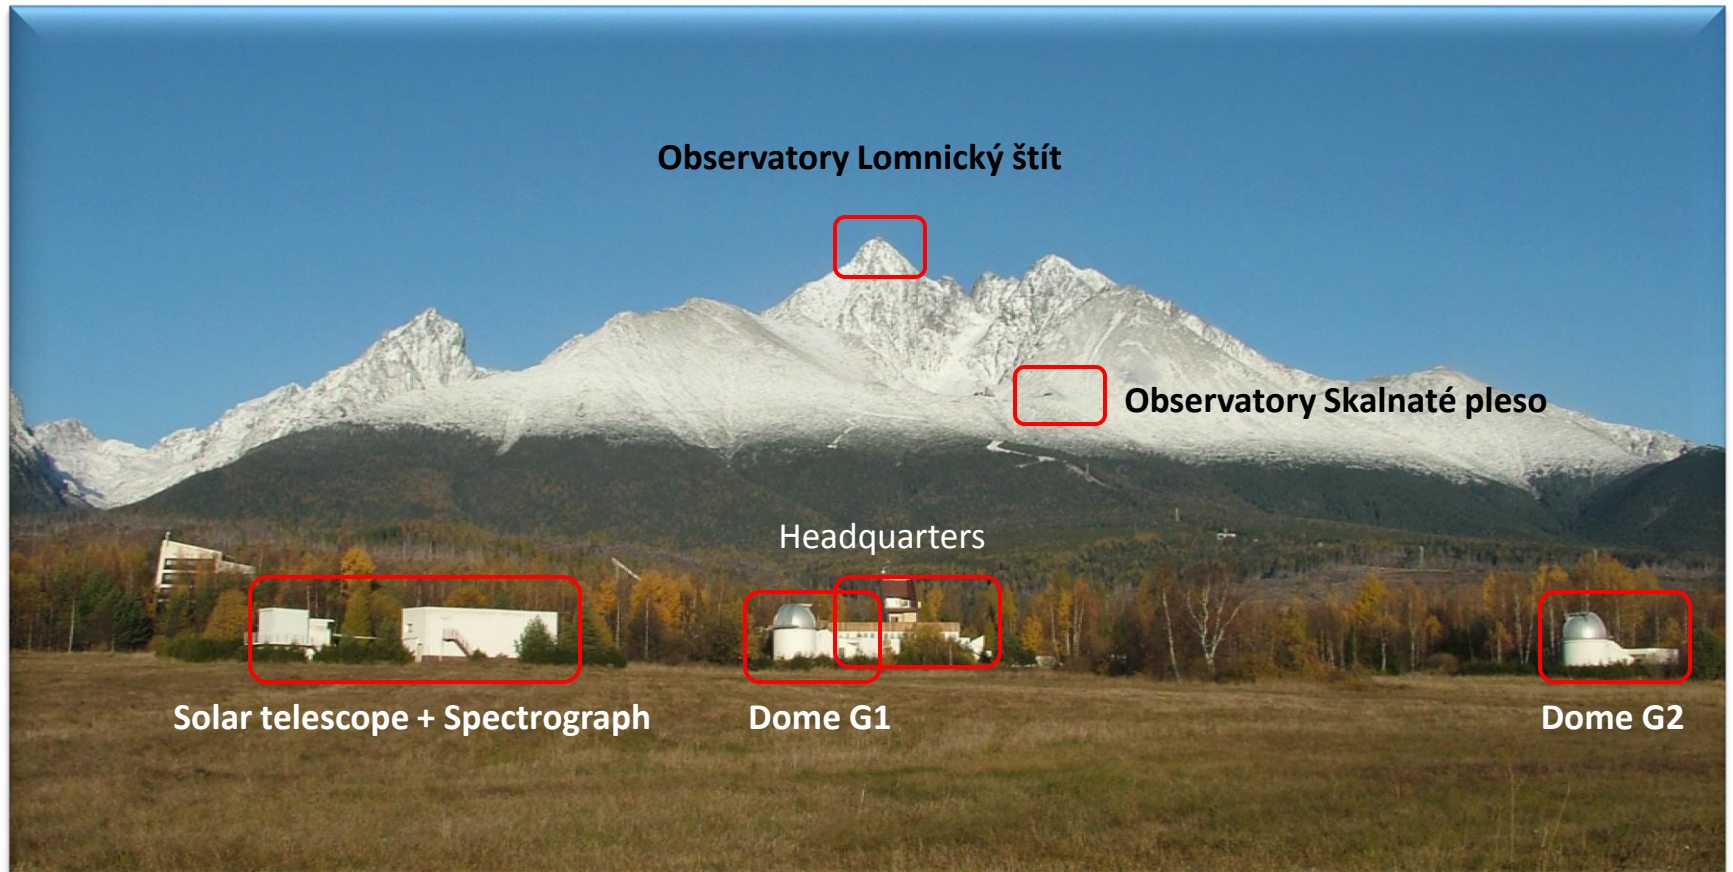 Observatory Lomnický štít
Observatory Skalnaté pleso
Headquarters
Solar telescope + Spectrograph
Dome G1
Dome G2